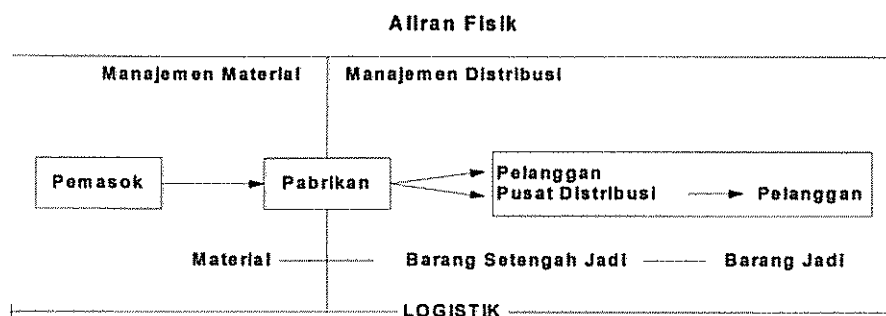 Aliran Fisik
Manajemen Material
Manajemen Distribusi
Pemasok
Pabrikan
Pelanggan
Pusat Distribusi
Pelanggan
Material
Barang Setengah Jadi
Barang Jadi
LOGISTIK